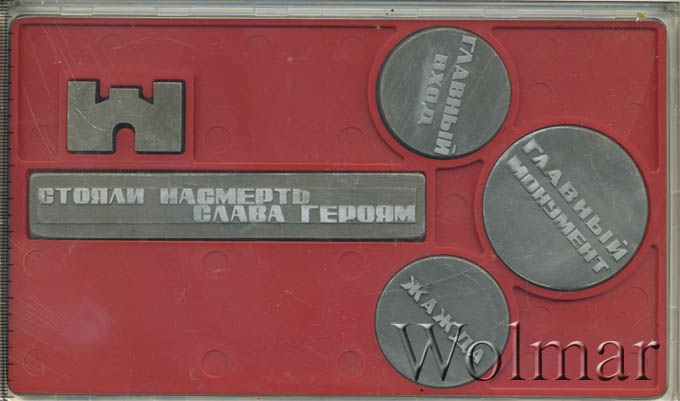 СТОЯЛИ НАСМЕРТЬ
СЛАВА ГЕРОЯМ
ГЛАВНЫЙ
ВХОД
ГЛАВНЫЙ
МОНУМЕНТ
ЖАЖДА
Wolmar